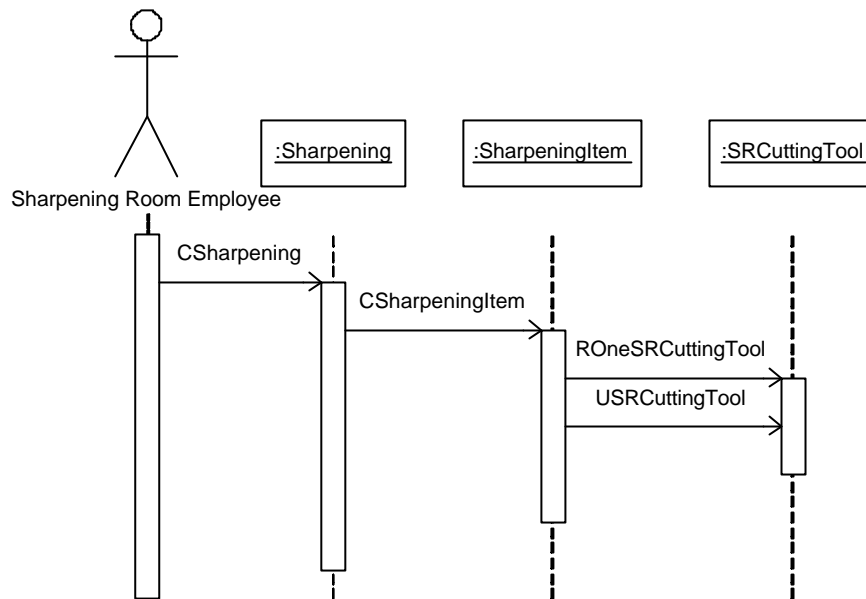 :Sharpening
:SharpeningItem
:SRCuttingTool
Sharpening Room Employee
CSharpening
CSharpeningItem
ROneSRCuttingTool
USRCuttingTool